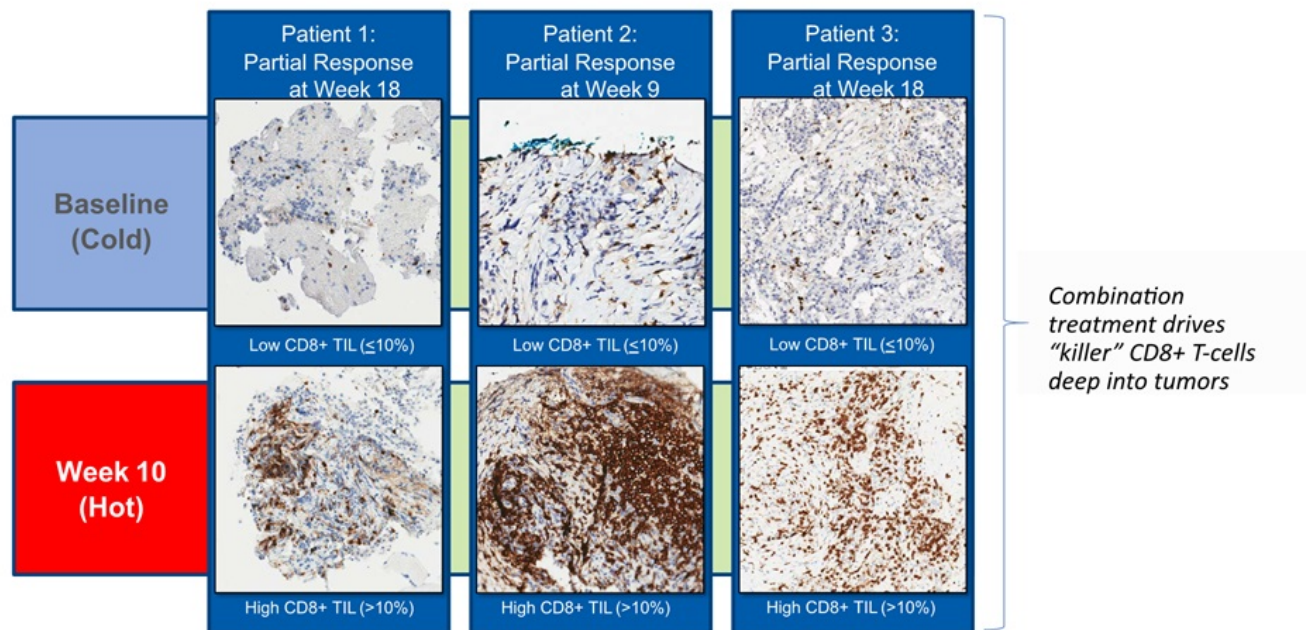 Patient 1:
Partial Response
at Week 18
Patient 2:
Partial Response
at Week 9
Patient 3:
Partial Response
at Week 18
Baseline
(Cold)
Low CD8+ TIL (≤10%)
Low CD8+ TIL (≤10%)
Low CD8+ TIL (≤10%)
Week 10
(Hot)
High CD8+ TIL (>10%)
High CD8+ TIL (>10%)
High CD8+ TIL (>10%)
Combination
treatment drives
“killer” CD8+ T-cells
deep into tumors